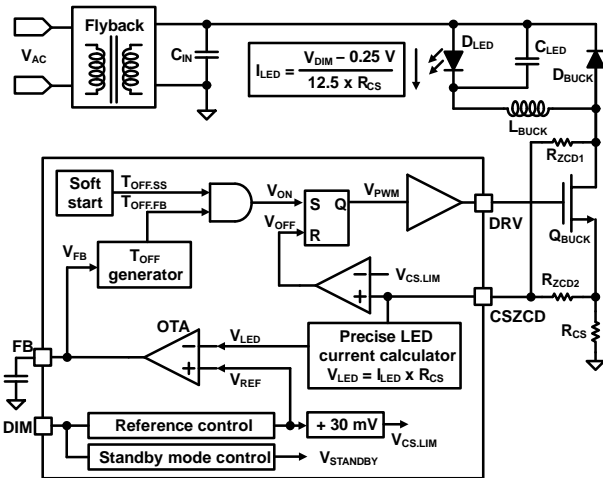 Flyback
V_AC
C_IN
I_LED = (V_DIM – 0.25 V) / (12.5 x R_CS)
D_LED
C_LED
D_BUCK
L_BUCK
R_ZCD1
Soft start
T_OFF.SS
T_OFF.FB
V_ON
V_OFF
S
R
Q
V_PWM
DRV
Q_BUCK
V_FB
T_OFF generator
–
+
V_CS.LIM
CSZCD
R_ZCD2
R_CS
FB
OTA
–
+
V_LED
V_REF
Precise LED
current calculator
V_LED = I_LED x R_CS
DIM
Reference control
+ 30 mV
V_CS.LIM
Standby mode control
V_STANDBY